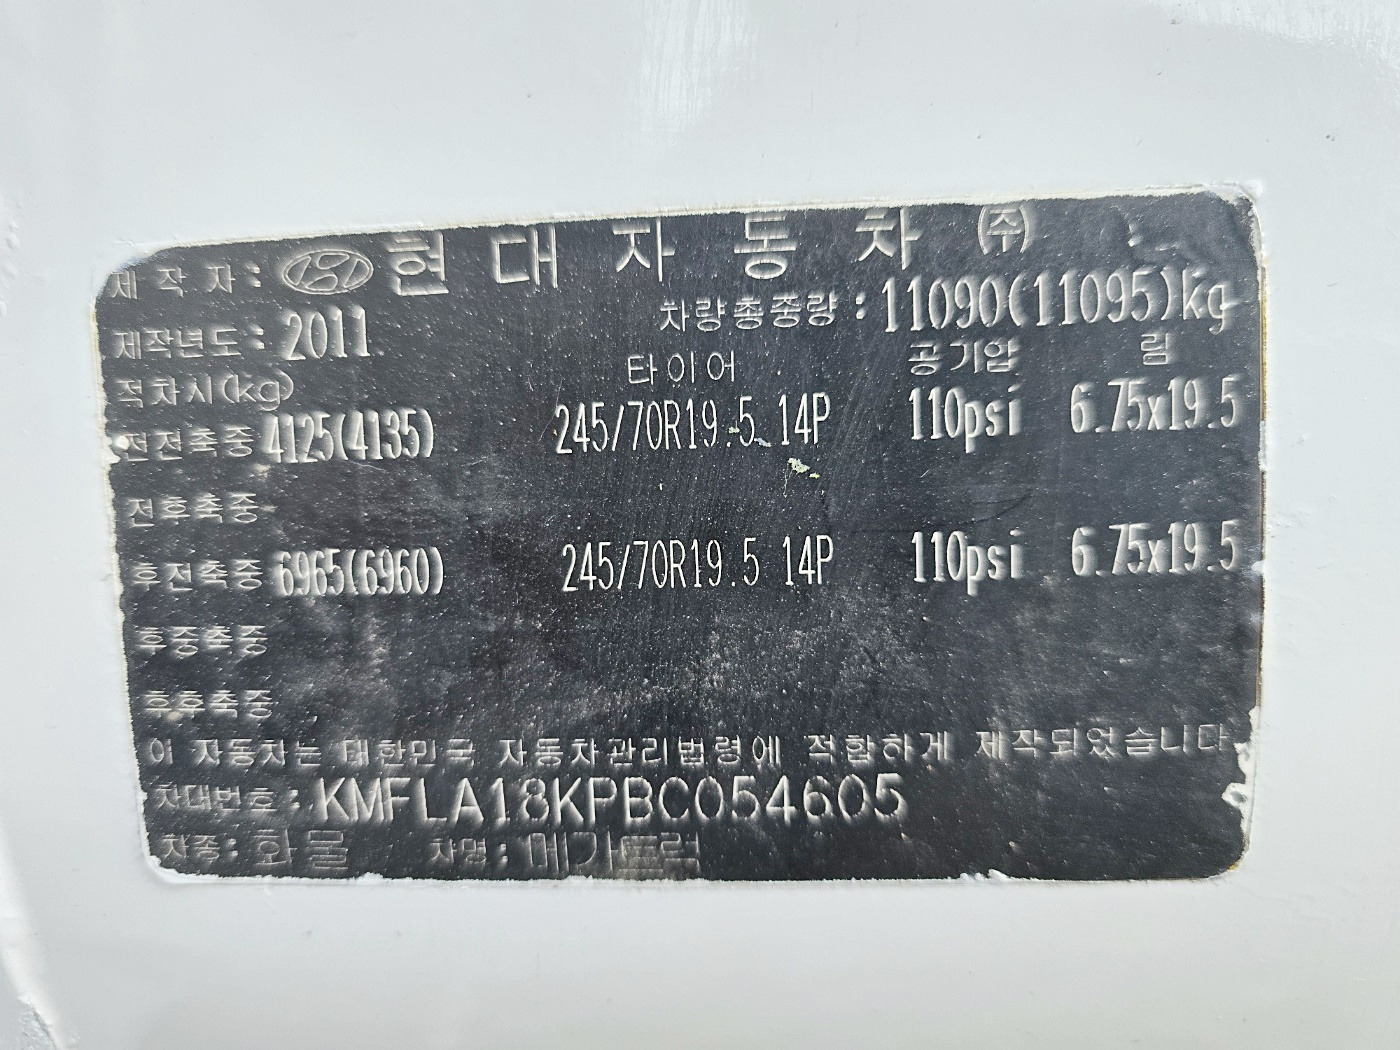 제 작 자 : 현 대 자 동 차 ㈜
제작년도 : 2011 차량총중량 : 11090(11095)kg
적차시(kg) 타이어 공기압 림
전전축중 4125(4135) 245/70R19.5 14P 110psi 6.75x19.5
전후축중
후전축중 6965(6960) 245/70R19.5 14P 110psi 6.75x19.5
후중축중
후후축중
이 자동차는 대한민국 자동차관리법령에 적합하게 제작되었습니다
차대번호 : KMFLA18KPBC054605
차종 : 화물 차명 : 메가트럭